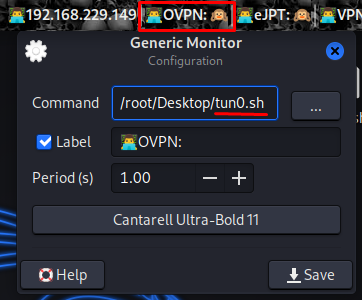 192.168.229.149 OVPN: eJPT: VPN
Generic Monitor
Configuration
Command /root/Desktop/tun0.sh ...
Label OVPN:
Period (s) 1.00
Cantarell Ultra-Bold 11
Help Save